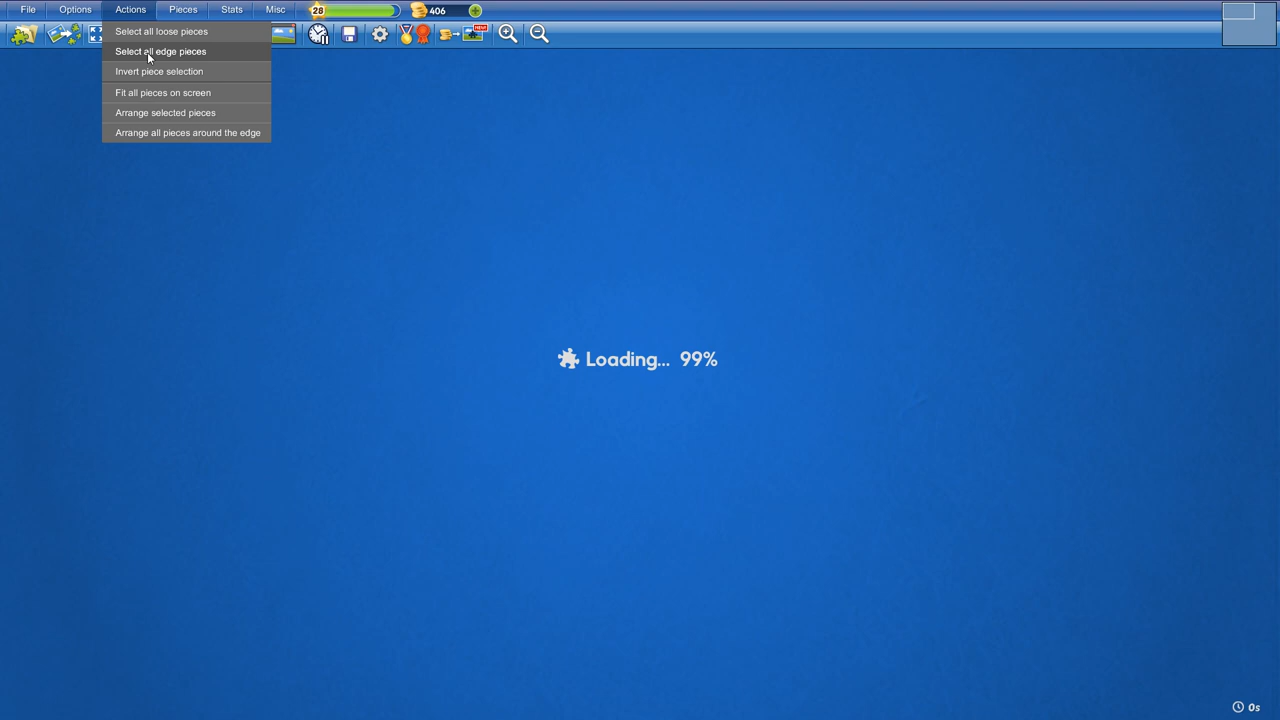 File Options Actions Pieces Stats Misc 28 406
NEW!
Select all loose pieces
Select all edge pieces
Invert piece selection
Fit all pieces on screen
Arrange selected pieces
Arrange all pieces around the edge
Loading... 99%
0s